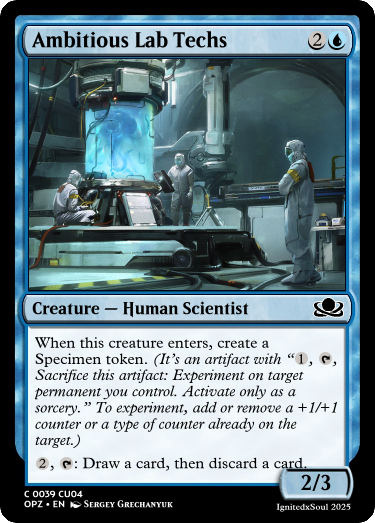 Ambitious Lab Techs 2
Creature — Human Scientist
When this creature enters, create a
Specimen token. (It's an artifact with “1, ,
Sacrifice this artifact: Experiment on target
permanent you control. Activate only as a
sorcery.” To experiment, add or remove a +1/+1
counter or a type of counter already on the
target.)
2, : Draw a card, then discard a card.
2/3
C 0039 CU04
OPZ • EN Sergey Grechanyuk
IgnitedxSoul 2025